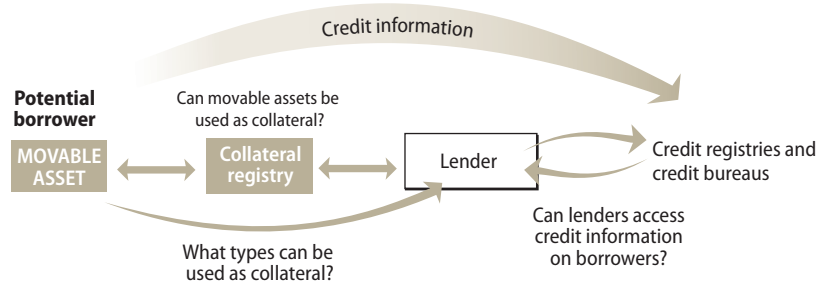 Credit information
Potential
borrower
Can movable assets be
used as collateral?
MOVABLE
ASSET
Collateral
registry
Lender
Credit registries and
credit bureaus
What types can be
used as collateral?
Can lenders access
credit information
on borrowers?